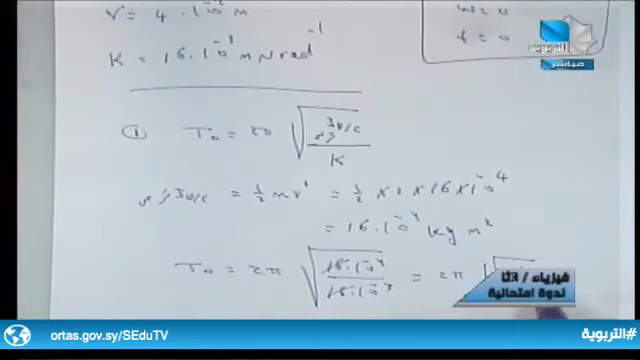 r = 4 . 10⁻² m
ω = 0
t = 0
التربوية
مباشر
K = 16.10⁻³ m N rad⁻¹
① T₀ = 2π √(I Δ/c / K)
I Δ/c = ½ m r² = ½ × 2 × 16 × 10⁻⁴
= 16.10⁻⁴ kg m²
T₀ = 2π √(16.10⁻⁴ / 16.10⁻³) = 2π
فيزياء / 3ثا
ندوة امتحانية
ortas.gov.sy/SEduTV
#التربوية